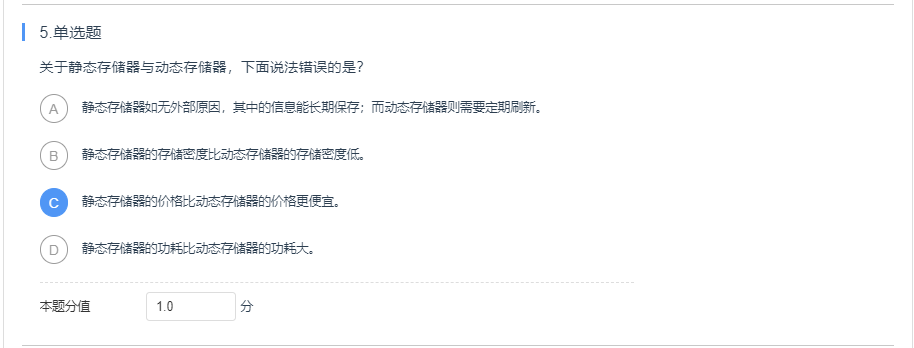 5.单选题
关于静态存储器与动态存储器，下面说法错误的是？
A 静态存储器如无外部原因，其中的信息能长期保存；而动态存储器则需要定期刷新。
B 静态存储器的存储密度比动态存储器的存储密度低。
C 静态存储器的价格比动态存储器的价格更便宜。
D 静态存储器的功耗比动态存储器的功耗大。
本题分值 1.0 分